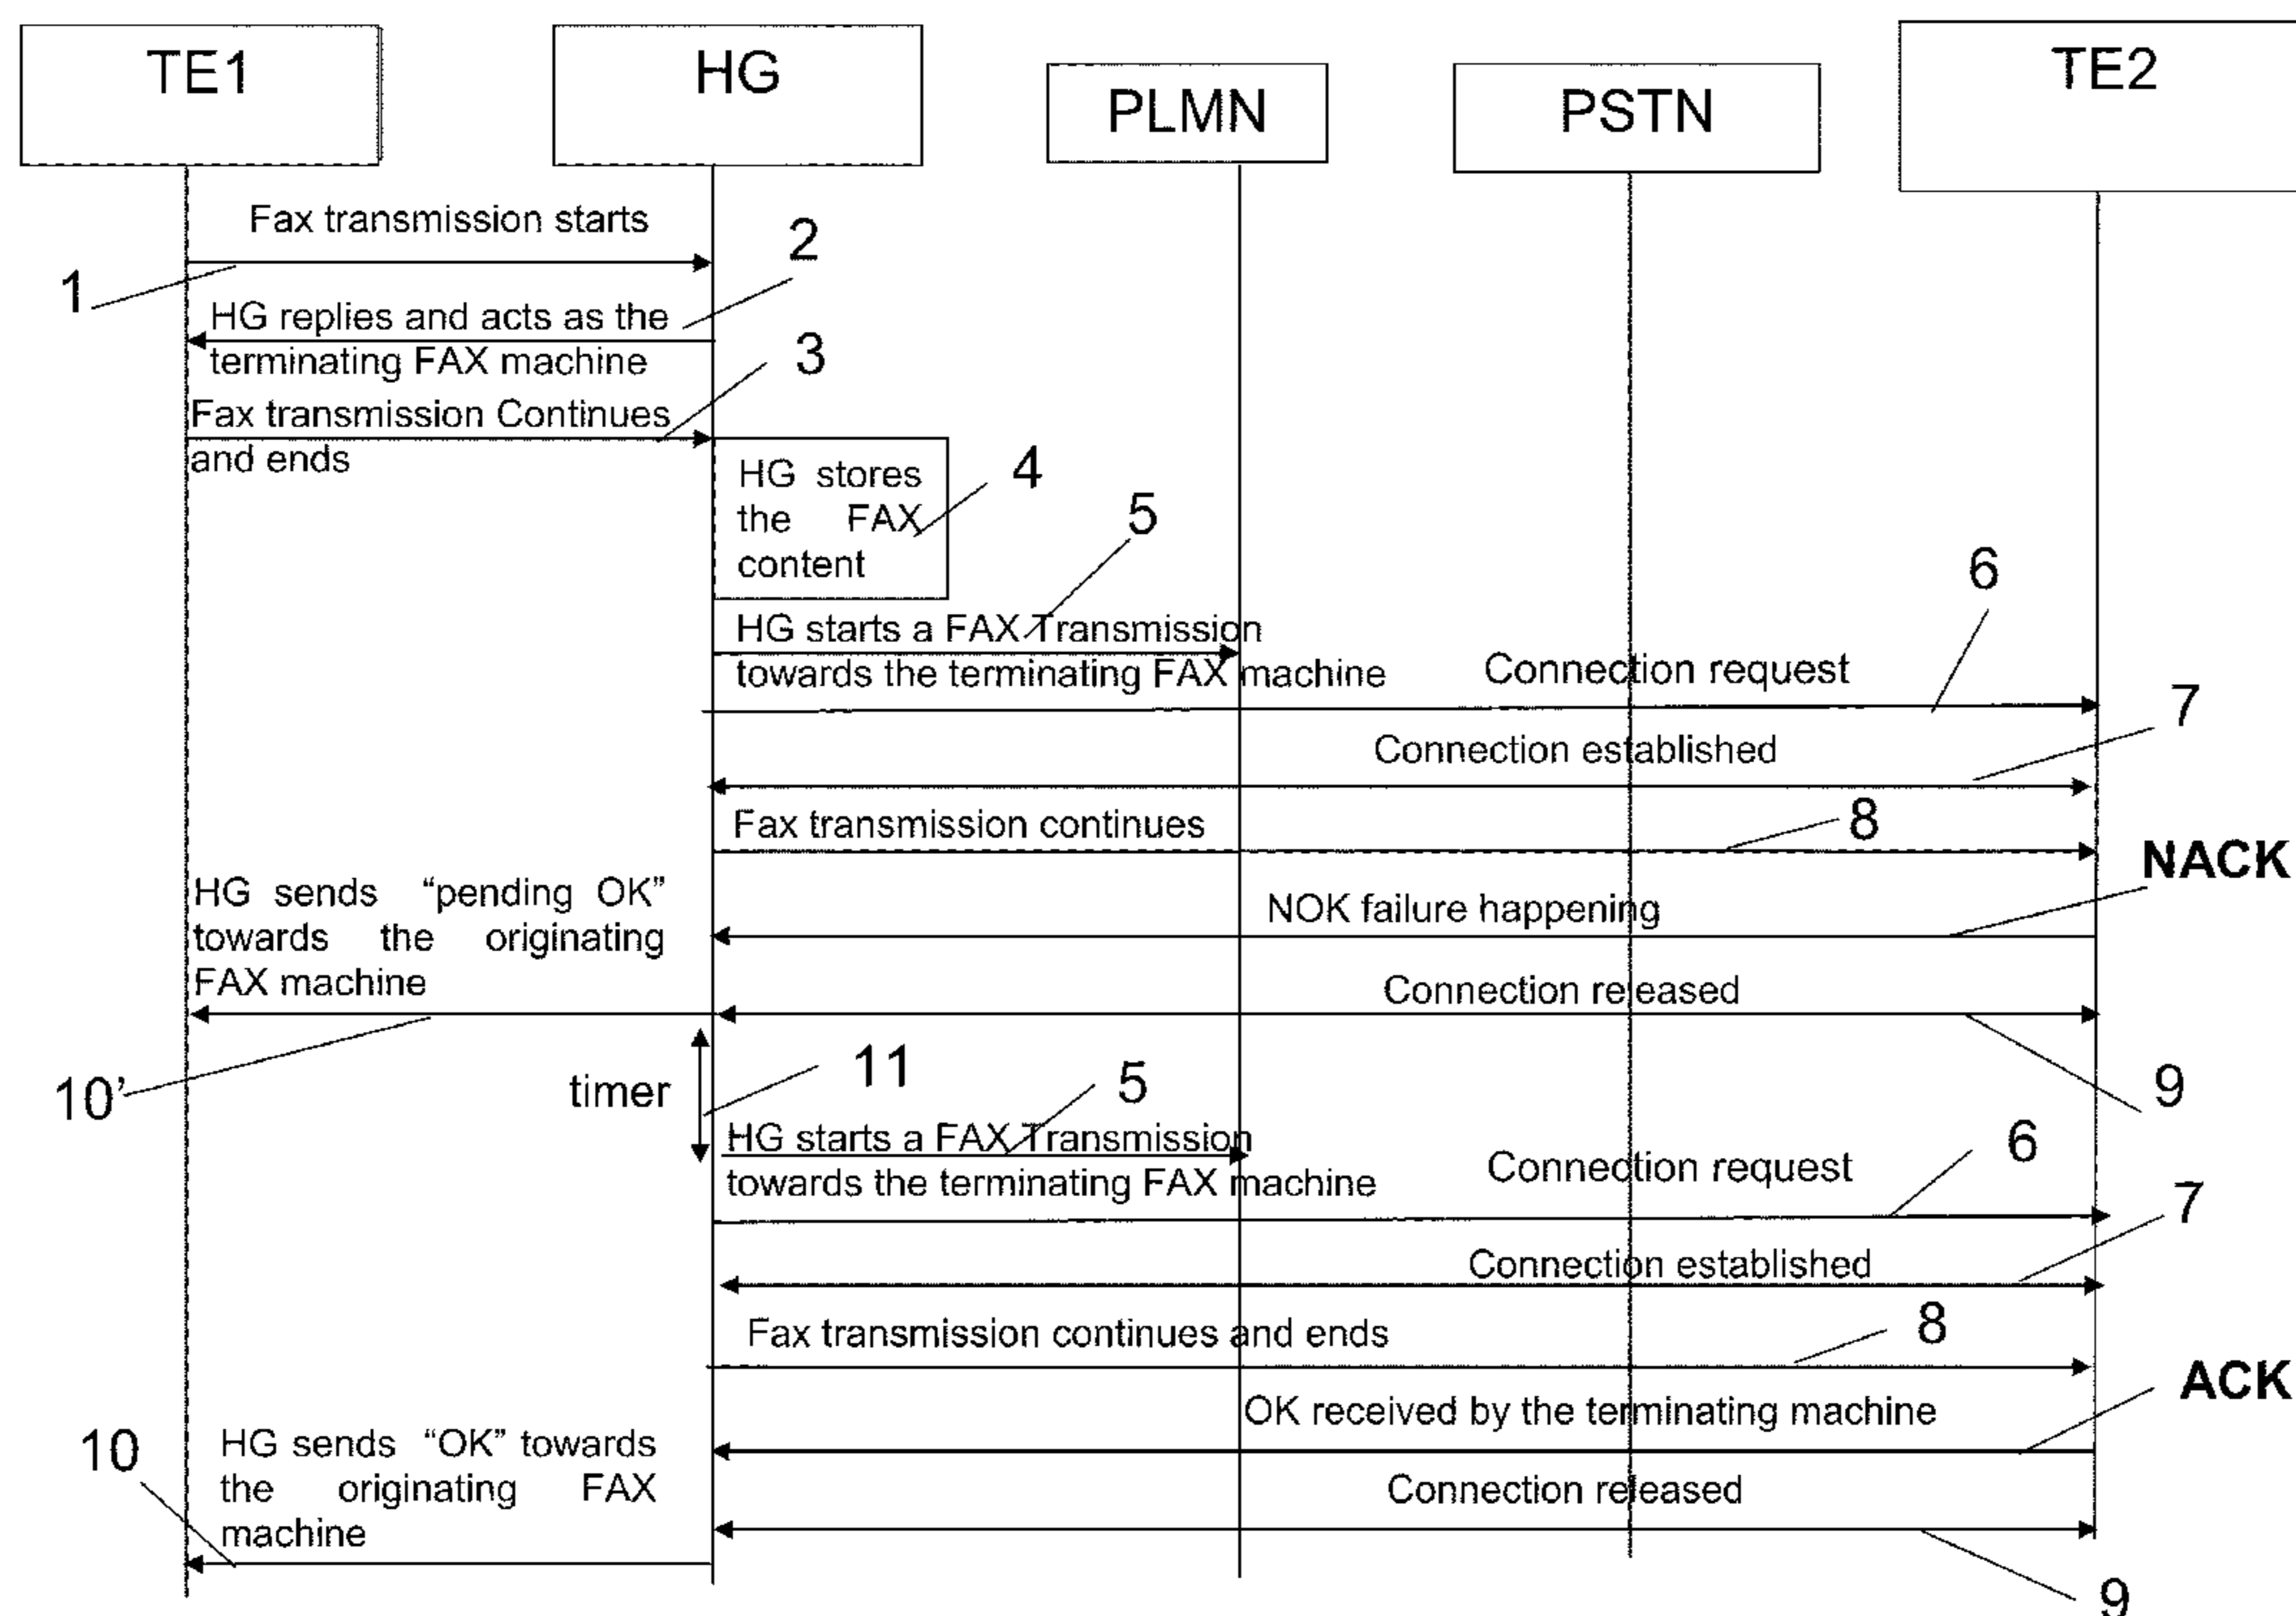 TE1
HG
PLMN
PSTN
TE2
Fax transmission starts
1
2
HG replies and acts as the
terminating FAX machine
3
Fax transmission Continues
and ends
HG stores
the FAX
content
4
5
6
HG starts a FAX Transmission
towards the terminating FAX machine
Connection request
7
Connection established
Fax transmission continues
8
NACK
HG sends "pending OK"
towards the originating
FAX machine
NOK failure happening
Connection released
10'
timer
11
5
9
HG starts a FAX Transmission
towards the terminating FAX machine
Connection request
6
7
Connection established
Fax transmission continues and ends
8
ACK
OK received by the terminating machine
10
HG sends "OK" towards
the originating FAX
machine
Connection released
9